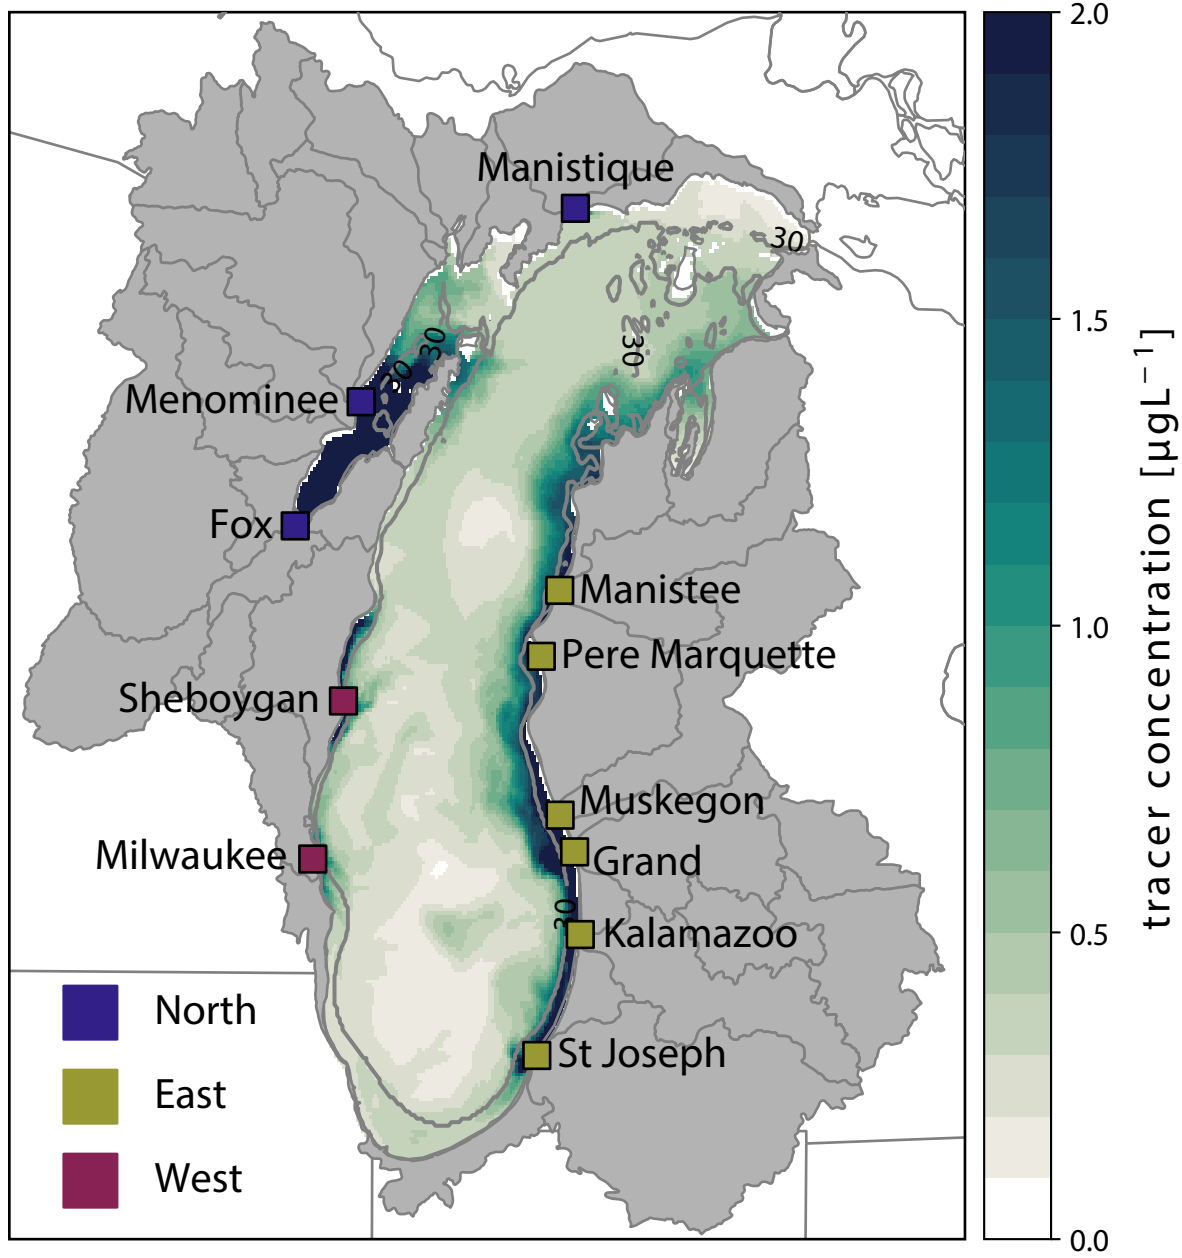 2.0
Manistique
30
1.5
30
30
30
Menominee
Fox
Manistee
1.0
Pere Marquette
Sheboygan
Muskegon
Milwaukee
Grand
30
Kalamazoo
0.5
North
St Joseph
East
West
0.0
tracer concentration [µgL⁻¹]